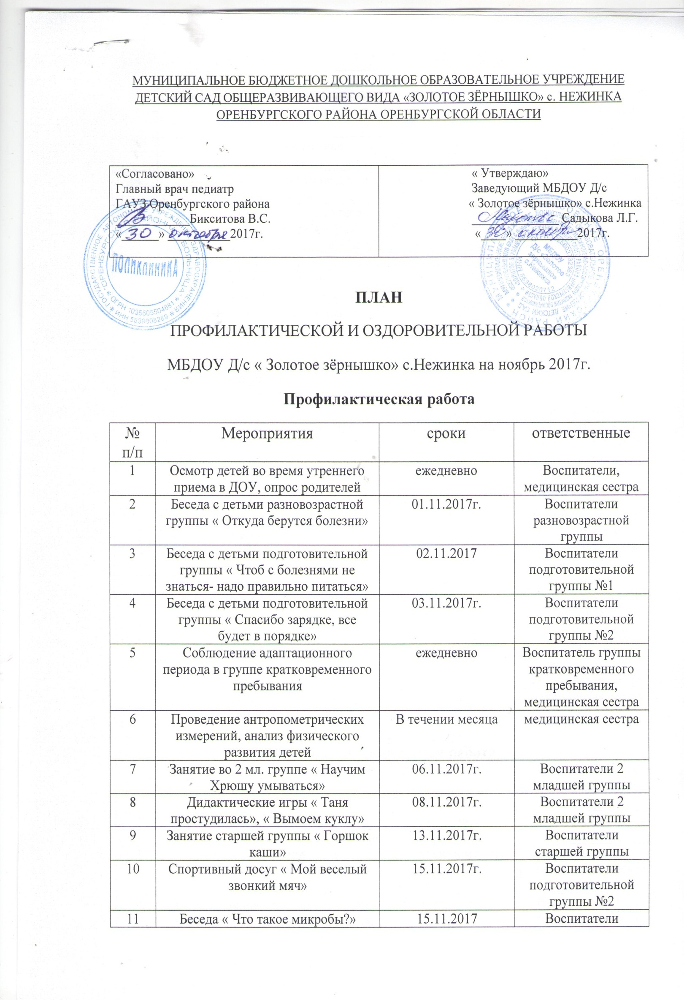 МУНИЦИПАЛЬНОЕ БЮДЖЕТНОЕ ДОШКОЛЬНОЕ ОБРАЗОВАТЕЛЬНОЕ УЧРЕЖДЕНИЕ
ДЕТСКИЙ САД ОБЩЕРАЗВИВАЮЩЕГО ВИДА «ЗОЛОТОЕ ЗЁРНЫШКО» с. НЕЖИНКА
ОРЕНБУРГСКОГО РАЙОНА ОРЕНБУРГСКОЙ ОБЛАСТИ
«Согласовано»
Главный врач педиатр
ГАУЗ Оренбургского района
Бикситова В.С.
« 30 » октября 2017г.
« Утверждаю»
Заведующий МБДОУ Д/с
« Золотое зёрнышко» с.Нежинка
Садыкова Л.Г.
« 30 » октября 2017г.
ПОЛИКЛИНИКА
ГОСУДАРСТВЕННОЕ АВТОНОМНОЕ УЧРЕЖДЕНИЕ ЗДРАВООХРАНЕНИЯ
ОГРН 1035605504691
ИНН 5638008289
МБДОУ
Д/с «Золотое
зёрнышко»
с.Нежинка
ПЛАН
ПРОФИЛАКТИЧЕСКОЙ И ОЗДОРОВИТЕЛЬНОЙ РАБОТЫ
МБДОУ Д/с « Золотое зёрнышко» с.Нежинка на ноябрь 2017г.
Профилактическая работа
№ Мероприятия сроки ответственные
п/п
1 Осмотр детей во время утреннего ежедневно Воспитатели,
приема в ДОУ, опрос родителей медицинская сестра
2 Беседа с детьми разновозрастной 01.11.2017г. Воспитатели
группы « Откуда берутся болезни» разновозрастной
группы
3 Беседа с детьми подготовительной 02.11.2017 Воспитатели
группы « Чтоб с болезнями не подготовительной
знаться- надо правильно питаться» группы №1
4 Беседа с детьми подготовительной 03.11.2017г. Воспитатели
группы « Спасибо зарядке, все подготовительной
будет в порядке» группы №2
5 Соблюдение адаптационного ежедневно Воспитатель группы
периода в группе кратковременного кратковременного
пребывания пребывания,
медицинская сестра
6 Проведение антропометрических В течении месяца медицинская сестра
измерений, анализ физического
развития детей
7 Занятие во 2 мл. группе « Научим 06.11.2017г. Воспитатели 2
Хрюшу умываться» младшей группы
8 Дидактические игры « Таня 08.11.2017г. Воспитатели 2
простудилась», « Вымоем куклу» младшей группы
9 Занятие старшей группы « Горшок 13.11.2017г. Воспитатели
каши» старшей группы
10 Спортивный досуг « Мой веселый 15.11.2017г. Воспитатели
звонкий мяч» подготовительной
группы №2
11 Беседа « Что такое микробы?» 15.11.2017 Воспитатели